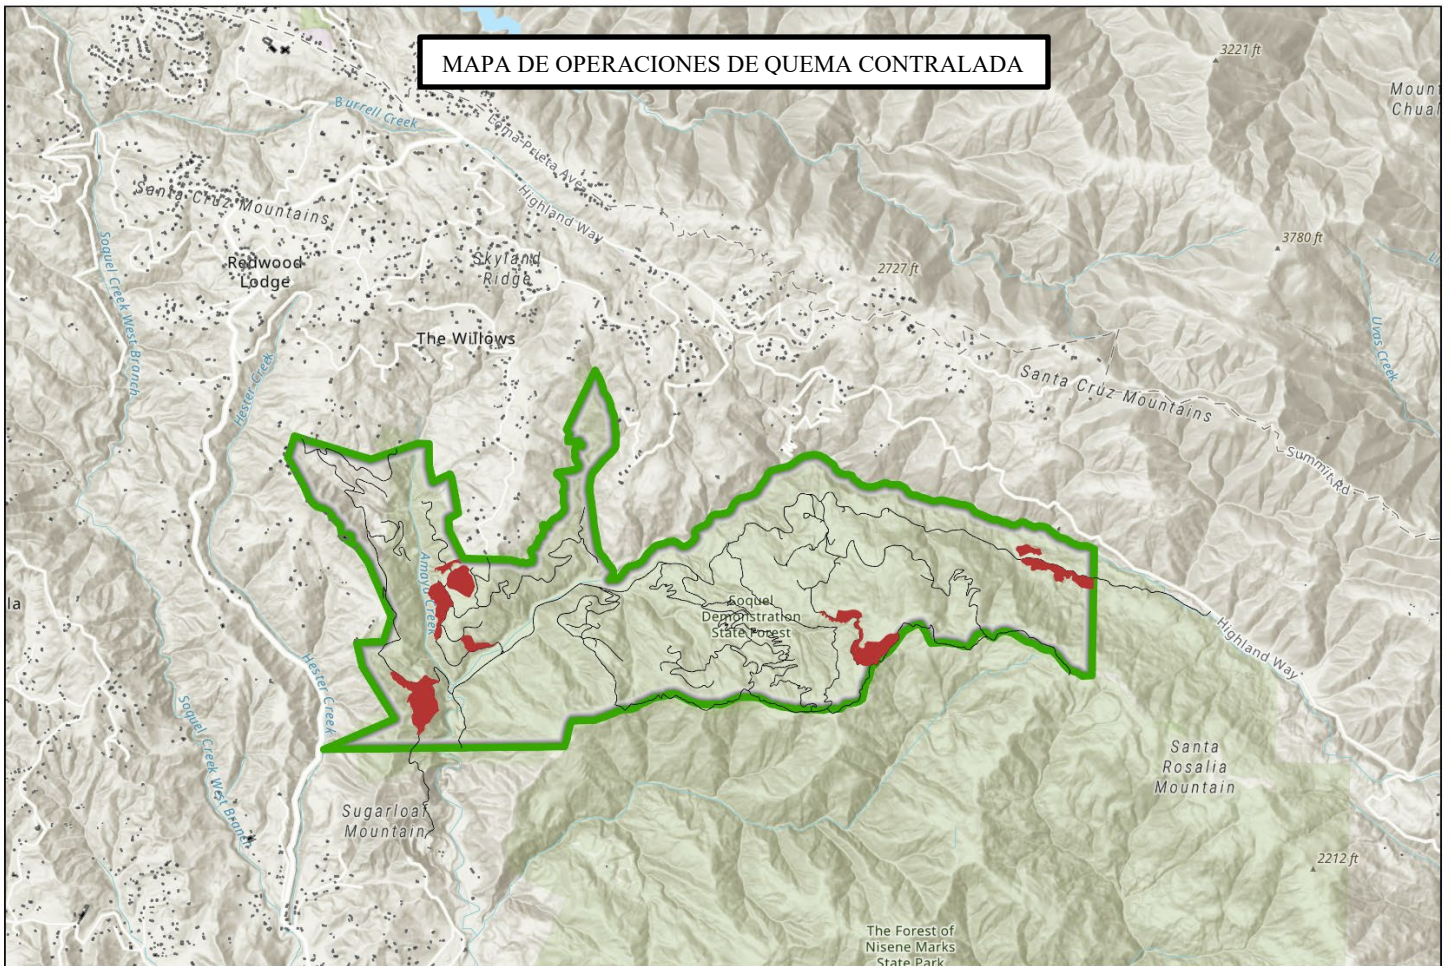 MAPA DE OPERACIONES DE QUEMA CONTRALADA
3221 ft
Mount
Chual
Burrell Creek
Loma-Prieta Ave
Santa Cruz Mountains
Highland Way
Soquel Creek West Branch
Redwood
Lodge
Skyland
Ridge
3780 ft
2727 ft
Uvas Creek
The Willows
Hester Creek
Santa Cruz Mountains
Summit Rd
Amaya Creek
la
Soquel
Demonstration
State Forest
Highland Way
Hester Creek
Soquel Creek West Branch
Santa
Rosalia
Mountain
Sugarloaf
Mountain
2212 ft
The Forest of
Nisene Marks
State Park